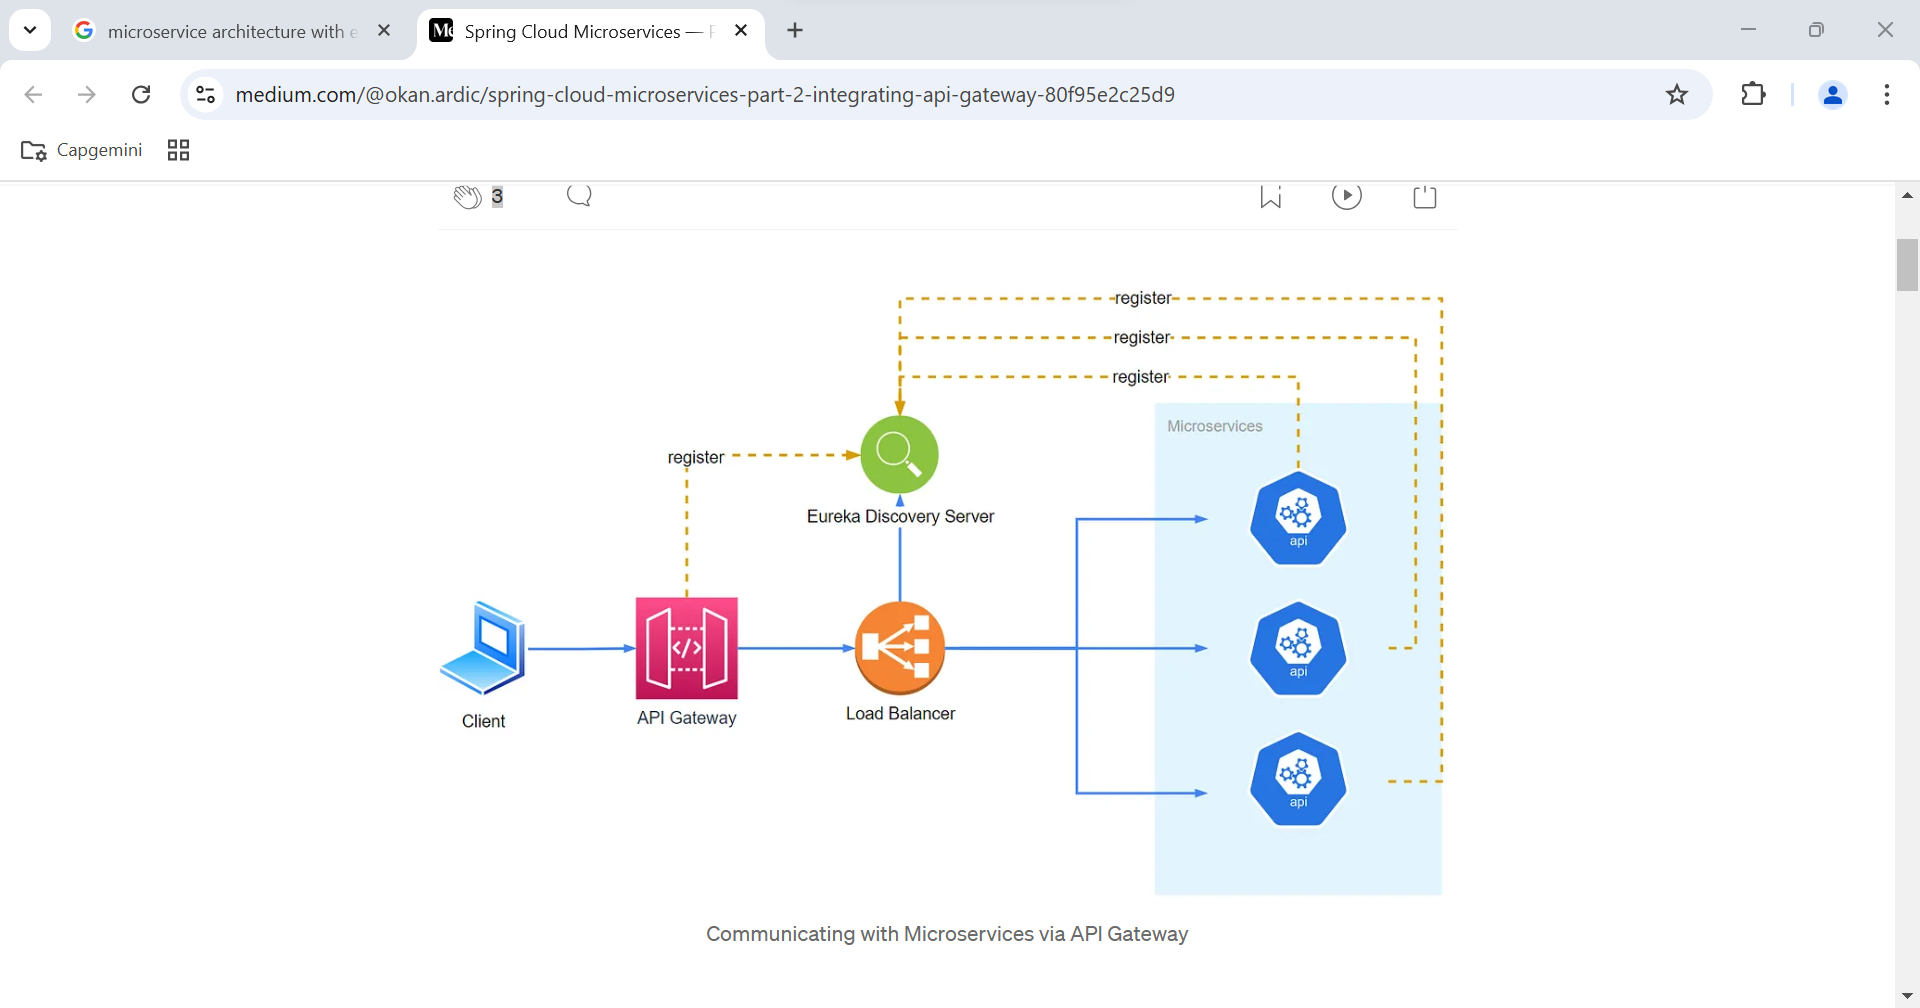 microservice architecture with e
Spring Cloud Microservices —
medium.com/@okan.ardic/spring-cloud-microservices-part-2-integrating-api-gateway-80f95e2c25d9
Capgemini
3
register
register
register
Microservices
register
Eureka Discovery Server
api
api
Client
API Gateway
Load Balancer
api
Communicating with Microservices via API Gateway